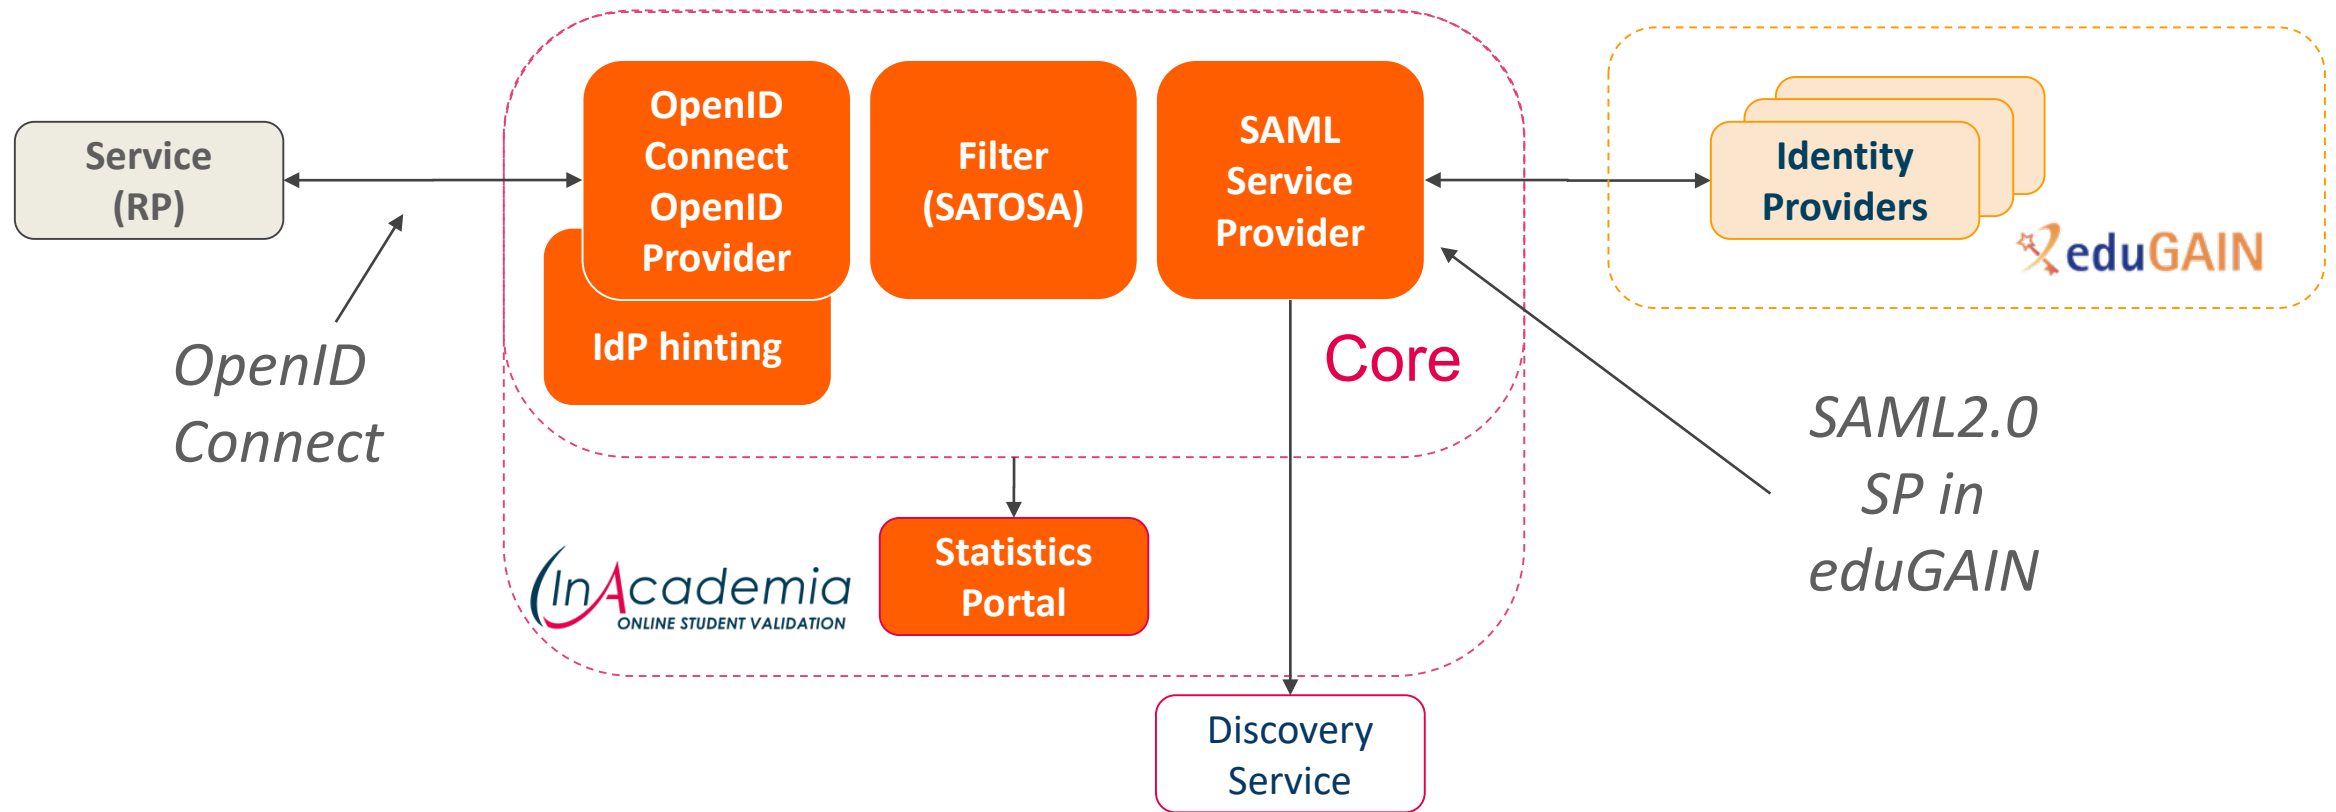 Service
(RP)
OpenID
Connect
OpenID
Connect
OpenID
Provider
IdP hinting
Filter
(SATOSA)
SAML
Service
Provider
Core
Identity
Providers
eduGAIN
SAML2.0
SP in
eduGAIN
InAcademia
ONLINE STUDENT VALIDATION
Statistics
Portal
Discovery
Service